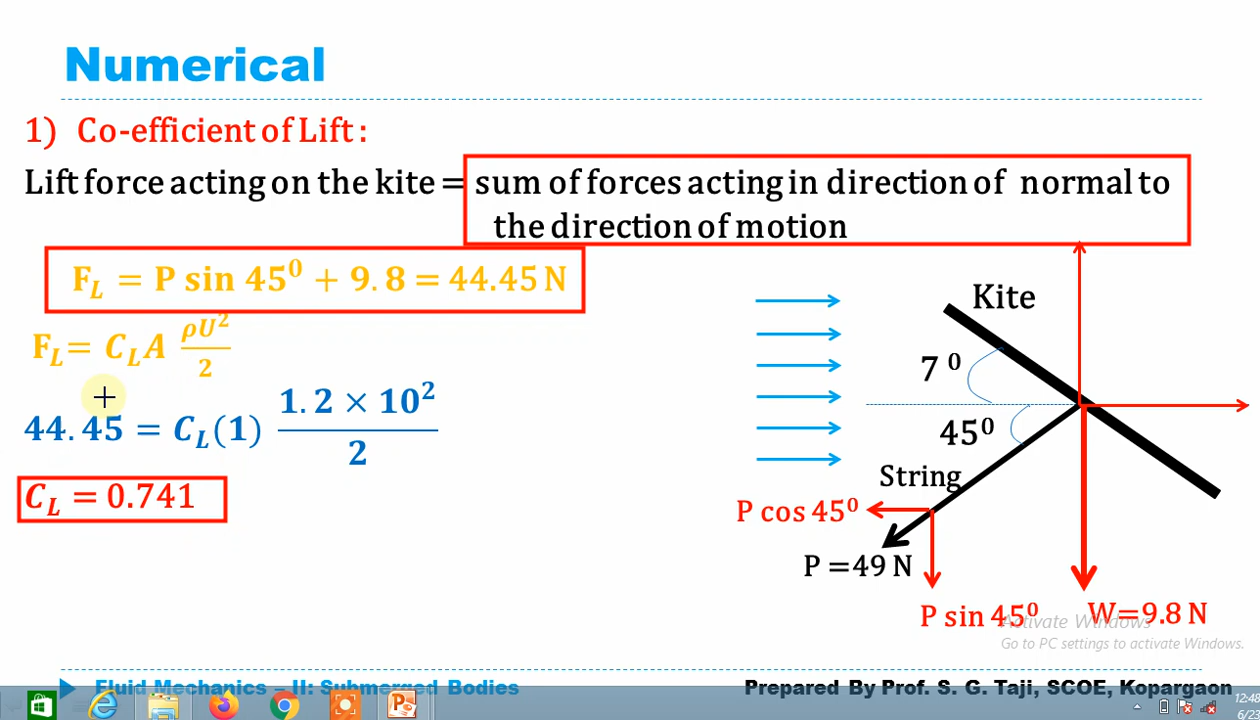 Numerical
1) Co-efficient of Lift :
Lift force acting on the kite = sum of forces acting in direction of normal to
the direction of motion
F_L = P sin 45⁰ + 9.8 = 44.45 N
F_L = C_L A ρU²/2
44.45 = C_L(1) 1.2 × 10²/2
C_L = 0.741
Kite
7 ⁰
45⁰
String
P cos 45⁰
P =49 N
P sin 45⁰
W=9.8 N
Activate Windows
Go to PC settings to activate Windows.
Fluid Mechanics – II: Submerged Bodies
Prepared By Prof. S. G. Taji, SCOE, Kopargaon
12:48